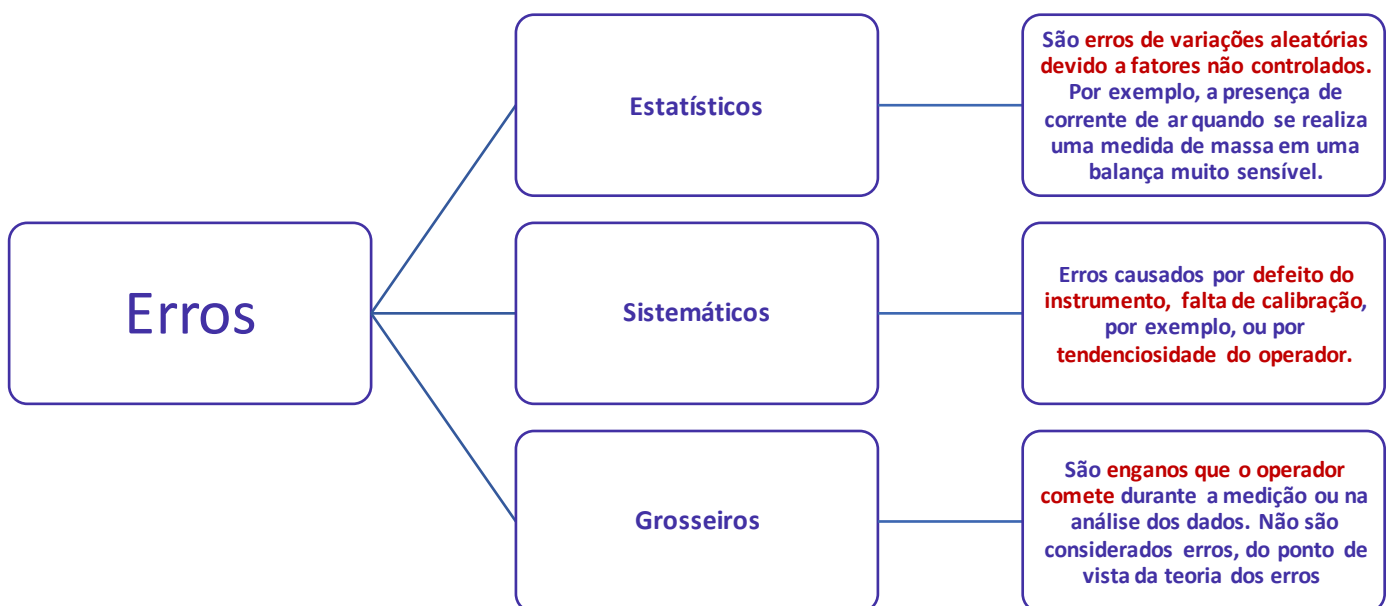 Erros
Estatísticos
São erros de variações aleatórias
devido a fatores não controlados.
Por exemplo, a presença de
corrente de ar quando se realiza
uma medida de massa em uma
balança muito sensível.
Sistemáticos
Erros causados por defeito do
instrumento, falta de calibração,
por exemplo, ou por
tendenciosidade do operador.
Grosseiros
São enganos que o operador
comete durante a medição ou na
análise dos dados. Não são
considerados erros, do ponto de
vista da teoria dos erros